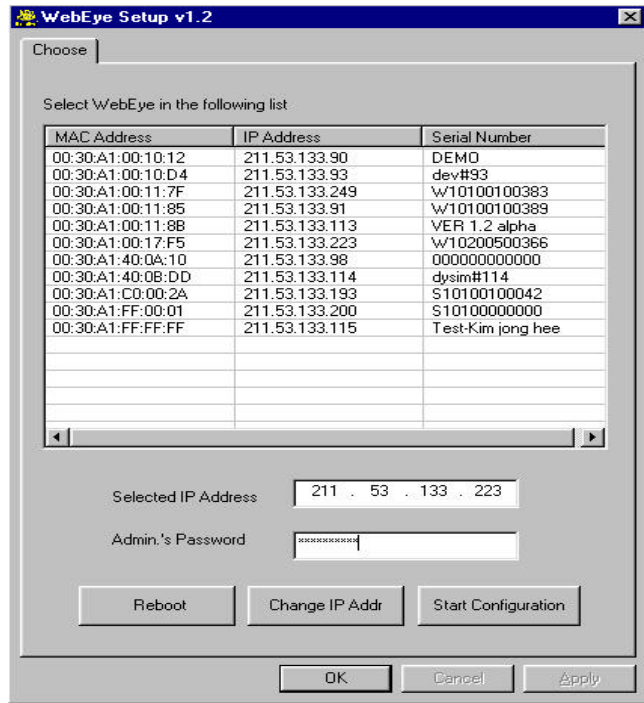 WebEye Setup v1.2
Choose
Select WebEye in the following list
MAC Address IP Address Serial Number
00:30:A1:00:10:12 211.53.133.90 DEMO
00:30:A1:00:10:D4 211.53.133.93 dev#93
00:30:A1:00:11:7F 211.53.133.249 W10100100383
00:30:A1:00:11:85 211.53.133.91 W10100100389
00:30:A1:00:11:8B 211.53.133.113 VER 1.2 alpha
00:30:A1:00:17:F5 211.53.133.223 W10200500366
00:30:A1:40:0A:10 211.53.133.98 000000000000
00:30:A1:40:0B:DD 211.53.133.114 dysim#114
00:30:A1:C0:00:2A 211.53.133.193 S10100100042
00:30:A1:FF:00:01 211.53.133.200 S10100000000
00:30:A1:FF:FF:FF 211.53.133.115 Test-Kim jong hee
Selected IP Address 211 . 53 . 133 . 223
Admin.'s Password **********
Reboot Change IP Addr Start Configuration
OK Cancel Apply